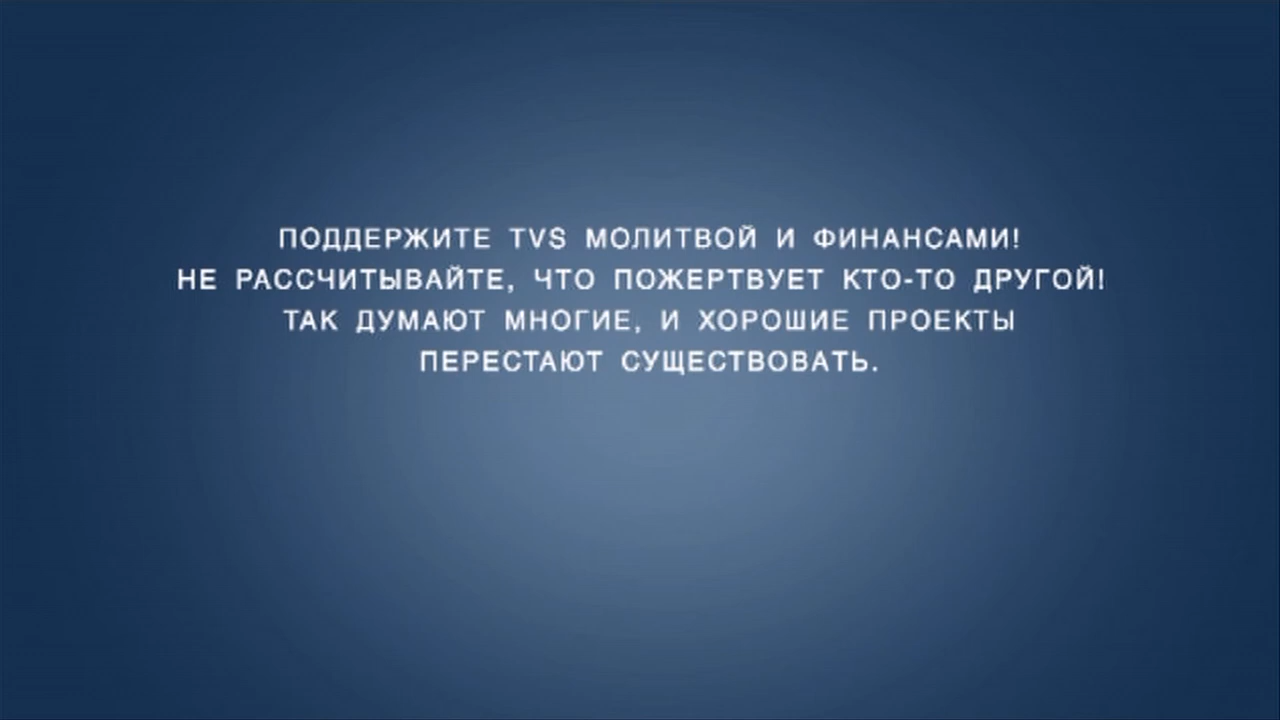 ПОДДЕРЖИТЕ TVS МОЛИТВОЙ И ФИНАНСАМИ!
НЕ РАССЧИТЫВАЙТЕ, ЧТО ПОЖЕРТВУЕТ КТО-ТО ДРУГОЙ!
ТАК ДУМАЮТ МНОГИЕ, И ХОРОШИЕ ПРОЕКТЫ
ПЕРЕСТАЮТ СУЩЕСТВОВАТЬ.